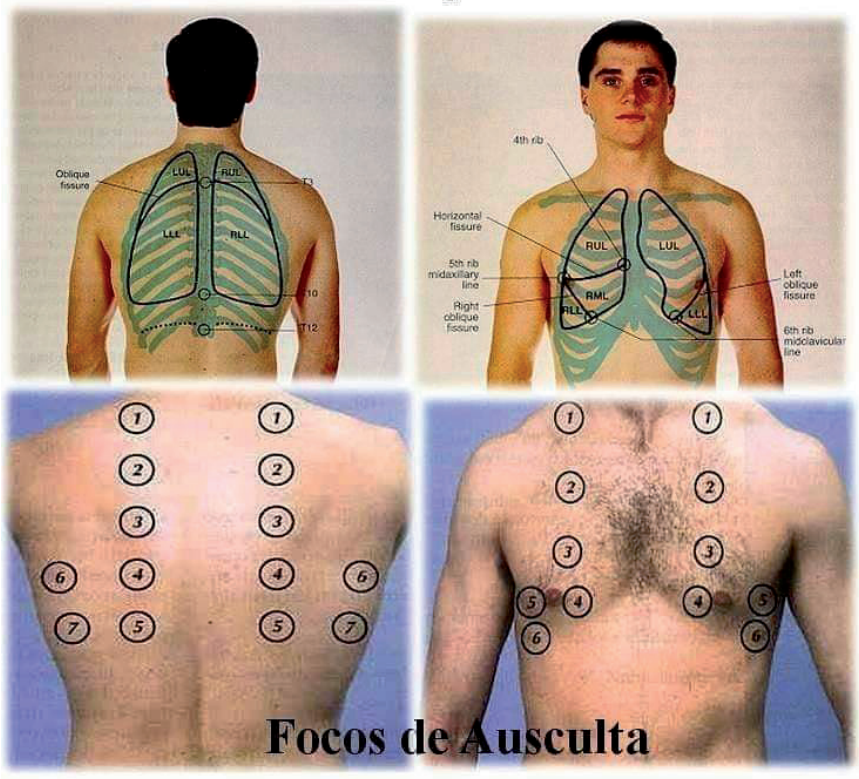 LUL
RUL
Oblique
fissure
T3
LLL
RLL
T10
T12
4th rib
Horizontal
fissure
RUL
LUL
5th rib
midaxillary
line
Left
oblique
fissure
Right
oblique
fissure
RML
RLL
LLL
6th rib
midclavicular
line
1 1
2 2
3 3
6 4 4 6
7 5 5 7
1 1
2 2
3 3
5 4 4 5
6 6
Focos de Ausculta